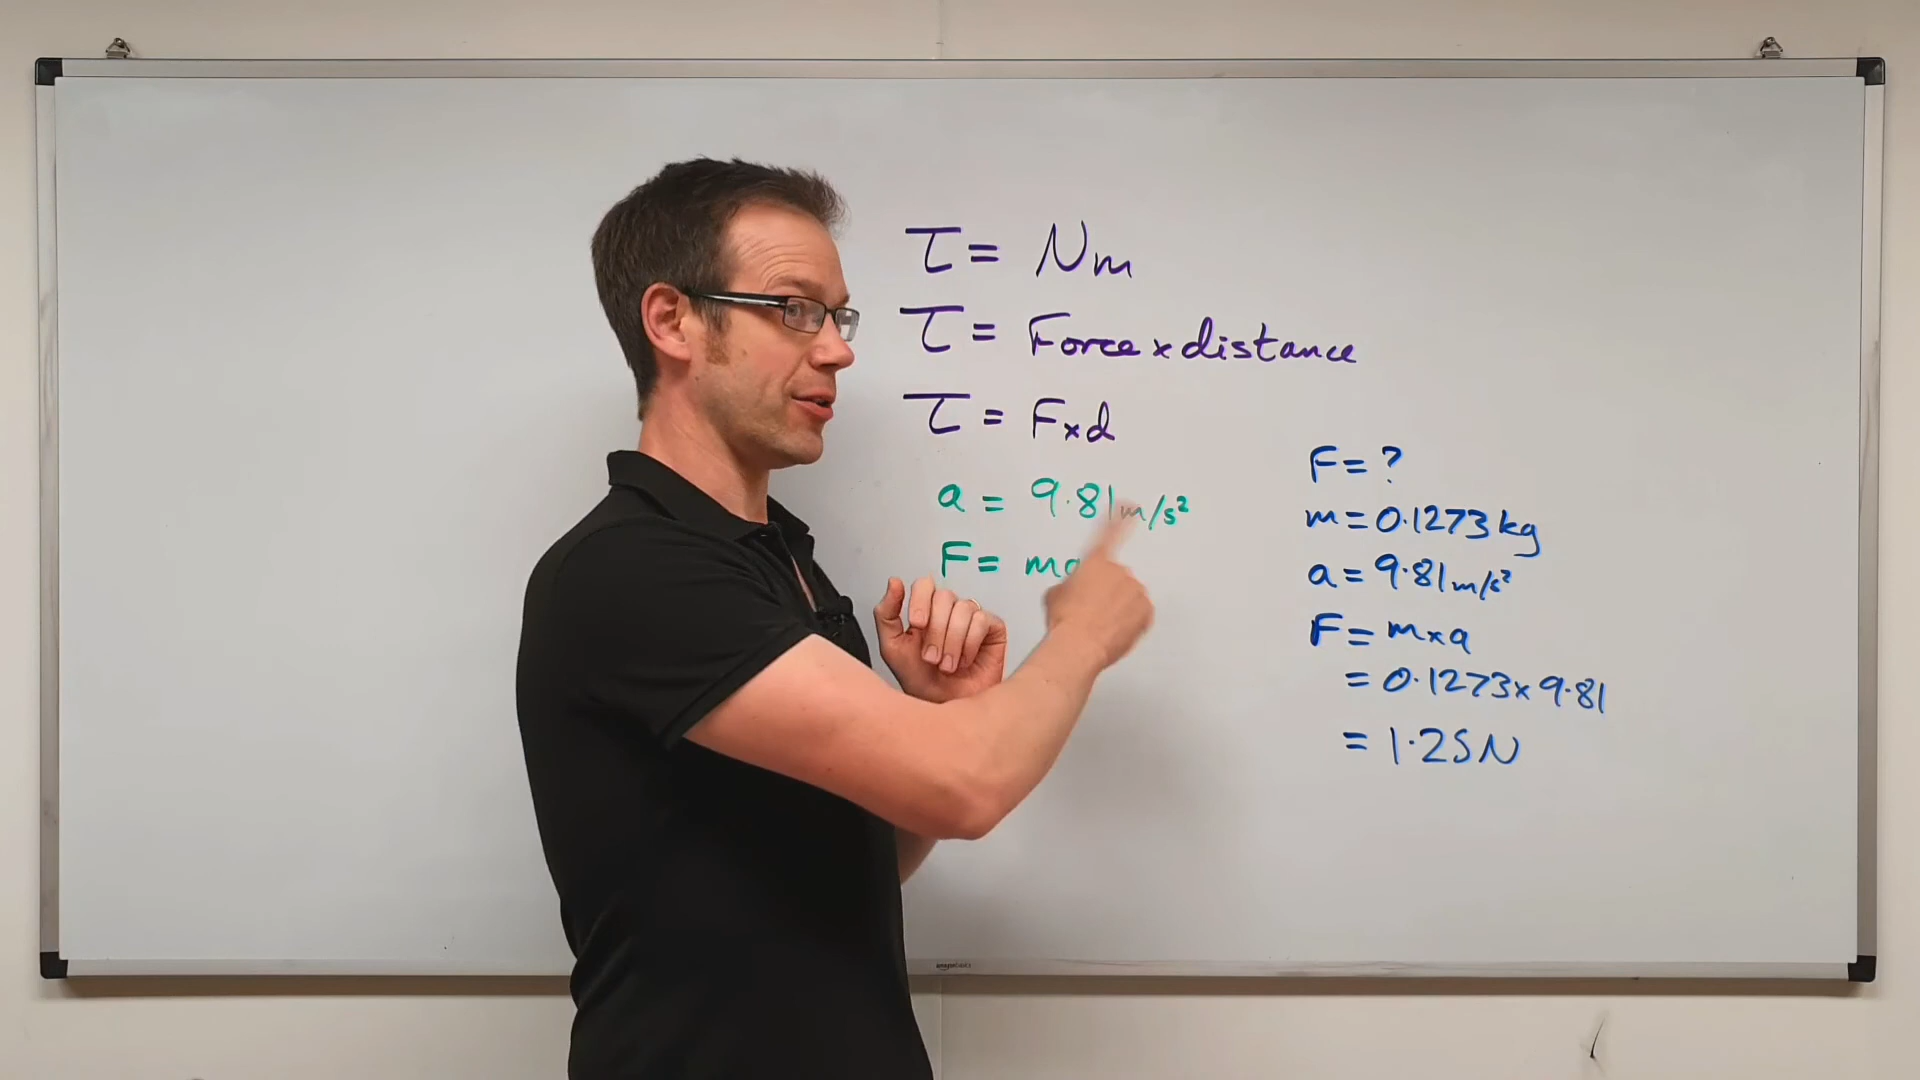 τ = Nm
τ = Force x distance
τ = F x d
a = 9.81 m/s²
F = ma
F = ?
m = 0.1273 kg
a = 9.81 m/s²
F = m x a
= 0.1273 x 9.81
= 1.25N
amazonbasics